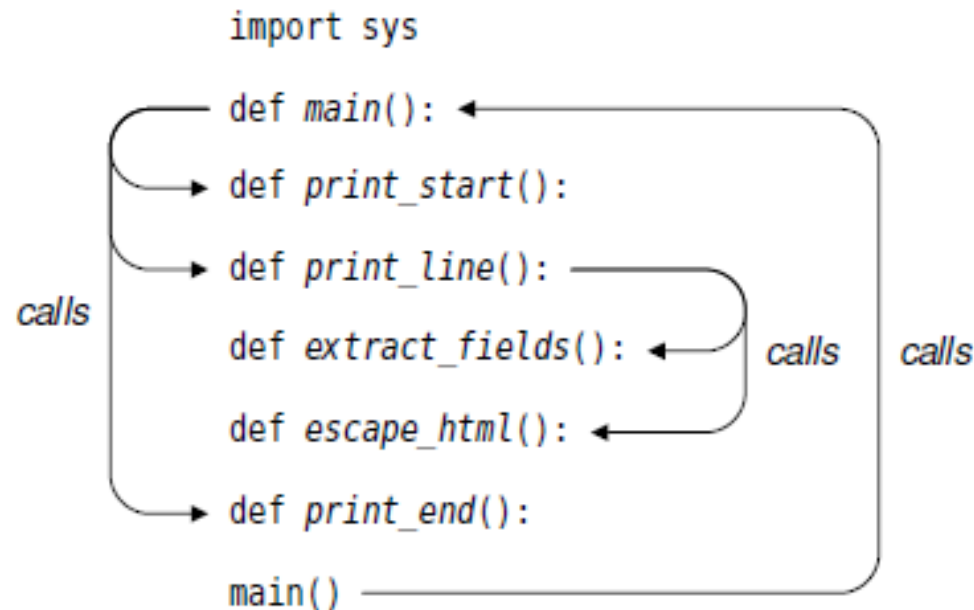 import sys
def main():
def print_start():
def print_line():
calls
def extract_fields():
calls
calls
def escape_html():
def print_end():
main()